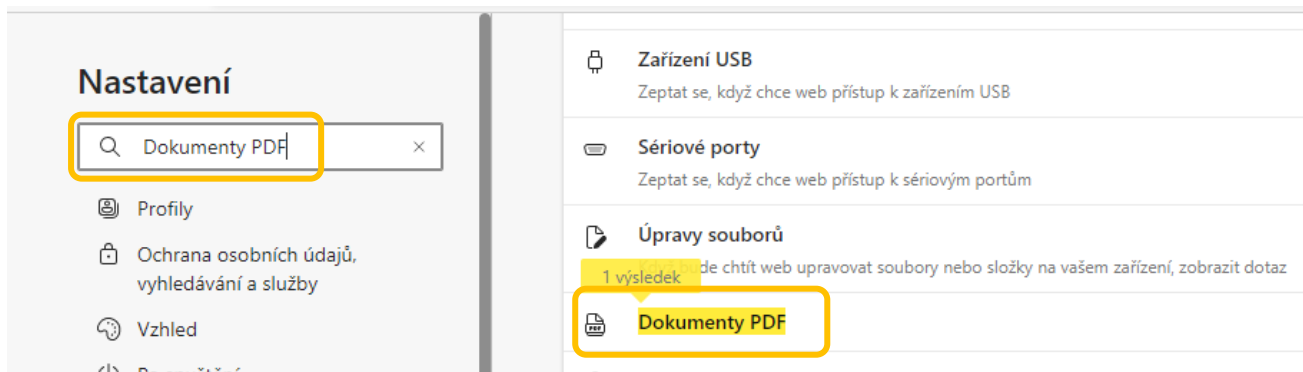 Nastavení
Dokumenty PDF
Profily
Ochrana osobních údajů,
vyhledávání a služby
Vzhled
Zařízení USB
Zeptat se, když chce web přístup k zařízením USB
Sériové porty
Zeptat se, když chce web přístup k sériovým portům
Úpravy souborů
Když bude chtít web upravovat soubory nebo složky na vašem zařízení, zobrazit dotaz
1 výsledek
Dokumenty PDF